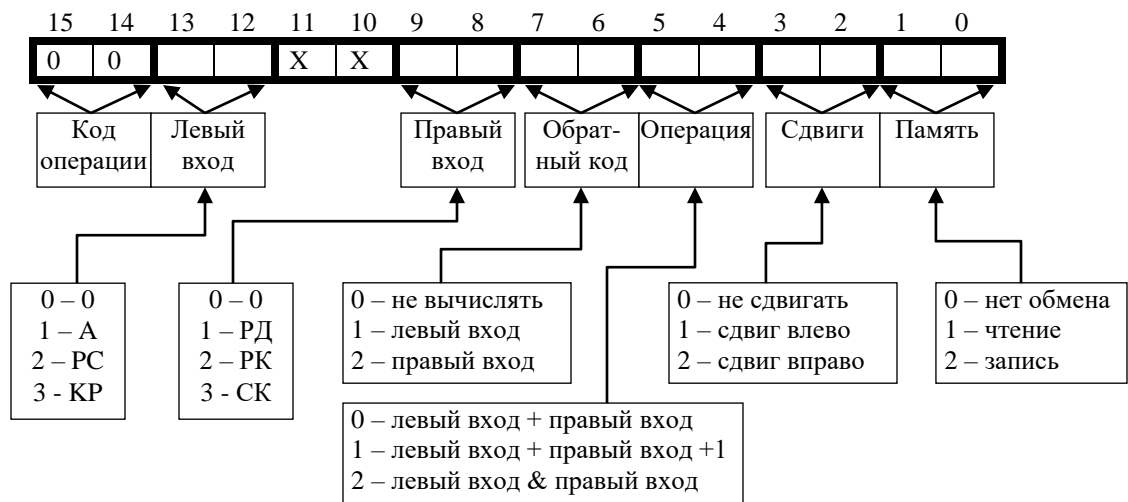 15 14 13 12 11 10 9 8 7 6 5 4 3 2 1 0
0 0 X X
Код
операции
Левый
вход
Правый
вход
Обрат-
ный код
Операция
Сдвиги
Память
0 – 0
1 – А
2 – РС
3 - КР
0 – 0
1 – РД
2 – РК
3 – СК
0 – не вычислять
1 – левый вход
2 – правый вход
0 – не сдвигать
1 – сдвиг влево
2 – сдвиг вправо
0 – нет обмена
1 – чтение
2 – запись
0 – левый вход + правый вход
1 – левый вход + правый вход +1
2 – левый вход & правый вход